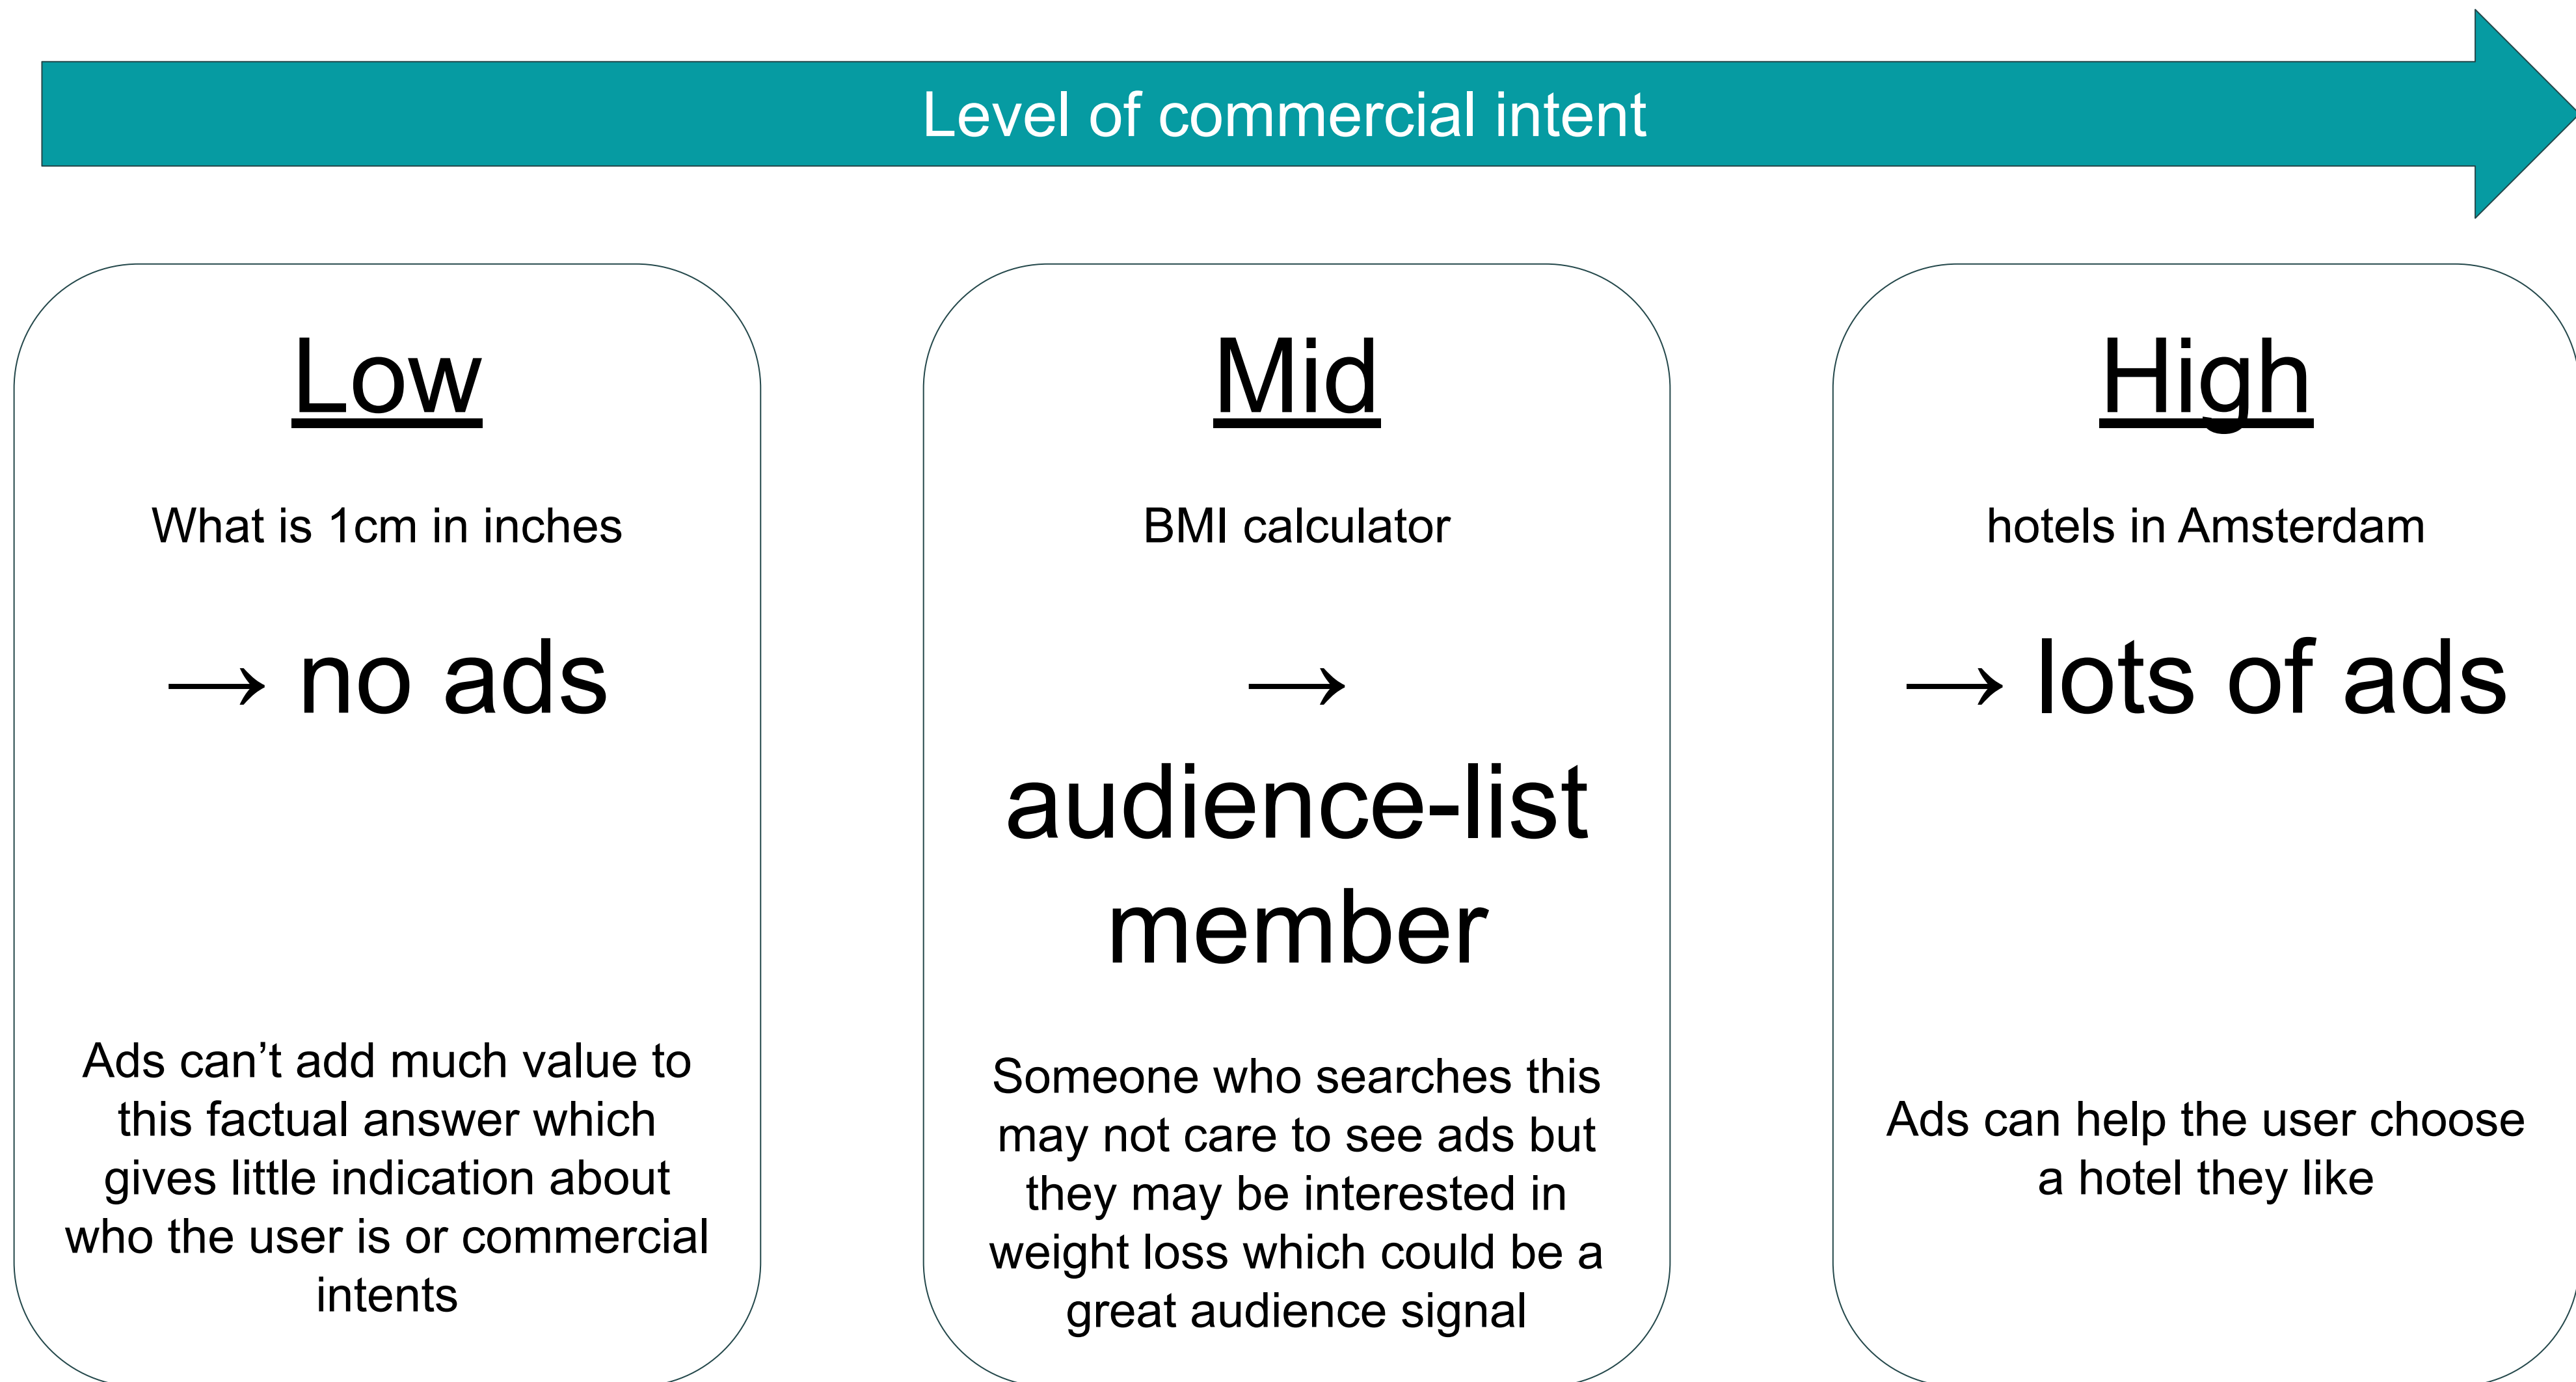 Level of commercial intent
Low
What is 1cm in inches
→ no ads
Ads can’t add much value to
this factual answer which
gives little indication about
who the user is or commercial
intents
Mid
BMI calculator
→
audience-list
member
Someone who searches this
may not care to see ads but
they may be interested in
weight loss which could be a
great audience signal
High
hotels in Amsterdam
→ lots of ads
Ads can help the user choose
a hotel they like